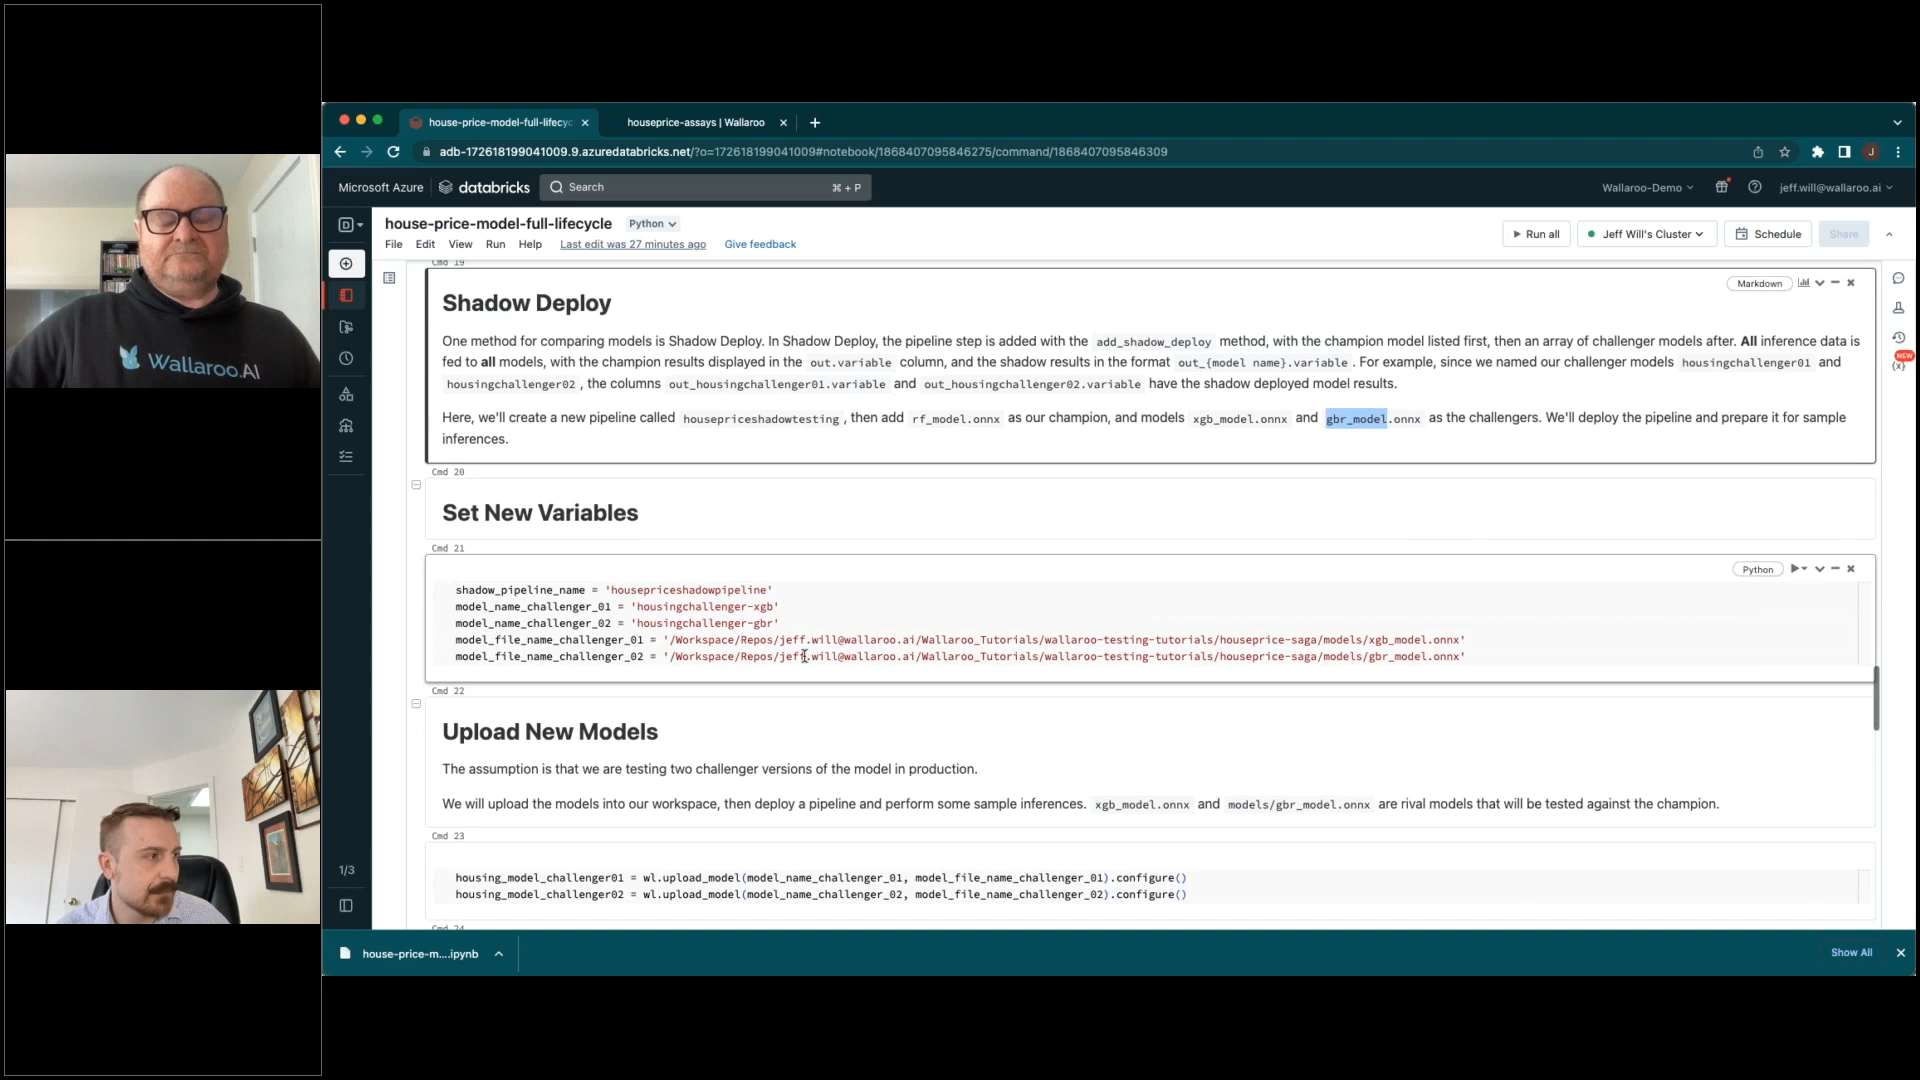 Wallaroo.AI
house-price-model-full-lifecyc
houseprice-assays | Wallaroo
adb-172618199041009.9.azuredatabricks.net/?o=172618199041009#notebook/1868407095846275/command/1868407095846309
J
Microsoft Azure
databricks
Search
⌘ + P
Wallaroo-Demo
jeff.will@wallaroo.ai
D
house-price-model-full-lifecycle
Python
File Edit View Run Help Last edit was 27 minutes ago Give feedback
Run all
Jeff Will's Cluster
Schedule
Share
Cmd 19
Markdown
Shadow Deploy
One method for comparing models is Shadow Deploy. In Shadow Deploy, the pipeline step is added with the add_shadow_deploy method, with the champion model listed first, then an array of challenger models after. All inference data is
fed to all models, with the champion results displayed in the out.variable column, and the shadow results in the format out_{model name}.variable . For example, since we named our challenger models housingchallenger01 and
housingchallenger02 , the columns out_housingchallenger01.variable and out_housingchallenger02.variable have the shadow deployed model results.
Here, we'll create a new pipeline called housepriceshadowtesting , then add rf_model.onnx as our champion, and models xgb_model.onnx and gbr_model.onnx as the challengers. We'll deploy the pipeline and prepare it for sample
inferences.
NEW
{x}
Cmd 20
Set New Variables
Cmd 21
Python
shadow_pipeline_name = 'housepriceshadowpipeline'
model_name_challenger_01 = 'housingchallenger-xgb'
model_name_challenger_02 = 'housingchallenger-gbr'
model_file_name_challenger_01 = '/Workspace/Repos/jeff.will@wallaroo.ai/Wallaroo_Tutorials/wallaroo-testing-tutorials/houseprice-saga/models/xgb_model.onnx'
model_file_name_challenger_02 = '/Workspace/Repos/jeff.will@wallaroo.ai/Wallaroo_Tutorials/wallaroo-testing-tutorials/houseprice-saga/models/gbr_model.onnx'
Cmd 22
Upload New Models
The assumption is that we are testing two challenger versions of the model in production.
We will upload the models into our workspace, then deploy a pipeline and perform some sample inferences. xgb_model.onnx and models/gbr_model.onnx are rival models that will be tested against the champion.
Cmd 23
housing_model_challenger01 = wl.upload_model(model_name_challenger_01, model_file_name_challenger_01).configure()
housing_model_challenger02 = wl.upload_model(model_name_challenger_02, model_file_name_challenger_02).configure()
Cmd 24
1/3
house-price-m....ipynb
Show All